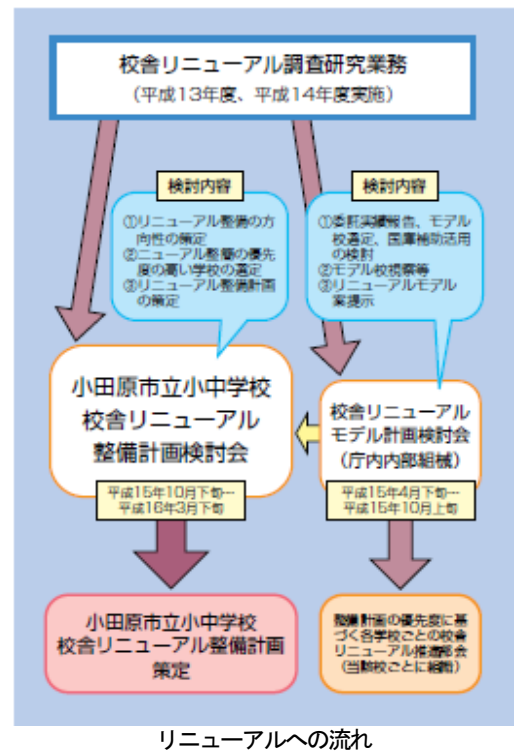 校舎リニューアル調査研究業務
（平成13年度、平成14年度実施）
検討内容
①リニューアル整備の方
向性の策定
②ニューアル整備の優先
度の高い学校の選定
③リニューアル整備計画
の策定
検討内容
①委託実績報告、モデル
校選定、国庫補助活用
の検討
②モデル校視察等
③リニューアルモデル
案提示
小田原市立小中学校
校舎リニューアル
整備計画検討会
平成15年10月下旬…
平成16年3月下旬
校舎リニューアル
モデル計画検討会
（庁内内部組織）
平成15年4月下旬…
平成15年10月上旬
小田原市立小中学校
校舎リニューアル整備計画
策定
整備計画の優先度に基
づく各学校ごとの校舎
リニューアル推進部会
（当該校ごとに組織）
リニューアルへの流れ